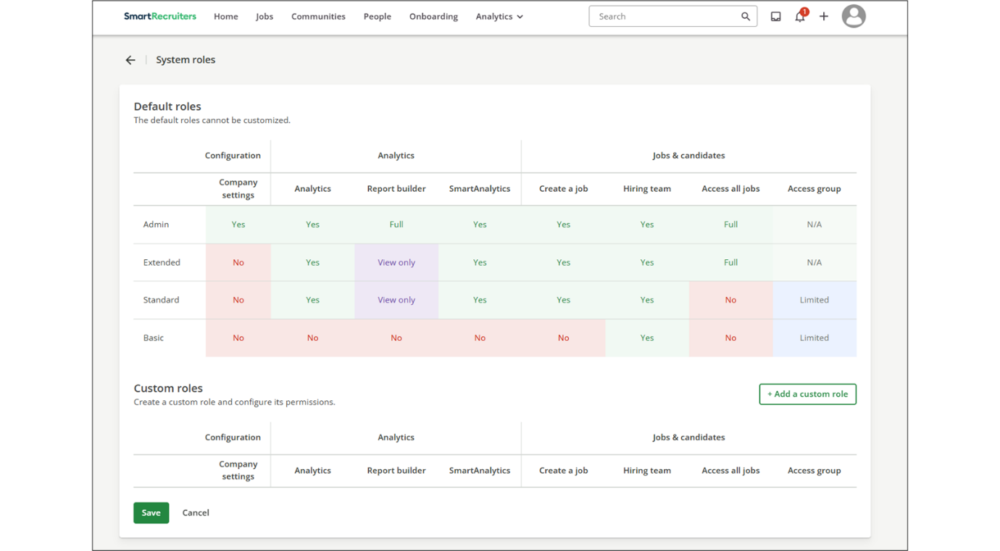 SmartRecruiters Home Jobs Communities People Onboarding Analytics Search 1
System roles
Default roles
The default roles cannot be customized.
Configuration Analytics Jobs & candidates
Company settings Analytics Report builder SmartAnalytics Create a job Hiring team Access all jobs Access group
Admin Yes Yes Full Yes Yes Yes Full N/A
Extended No Yes View only Yes Yes Yes Full N/A
Standard No Yes View only Yes Yes Yes No Limited
Basic No No No No No Yes No Limited
Custom roles
Create a custom role and configure its permissions.
+ Add a custom role
Configuration Analytics Jobs & candidates
Company settings Analytics Report builder SmartAnalytics Create a job Hiring team Access all jobs Access group
Save Cancel